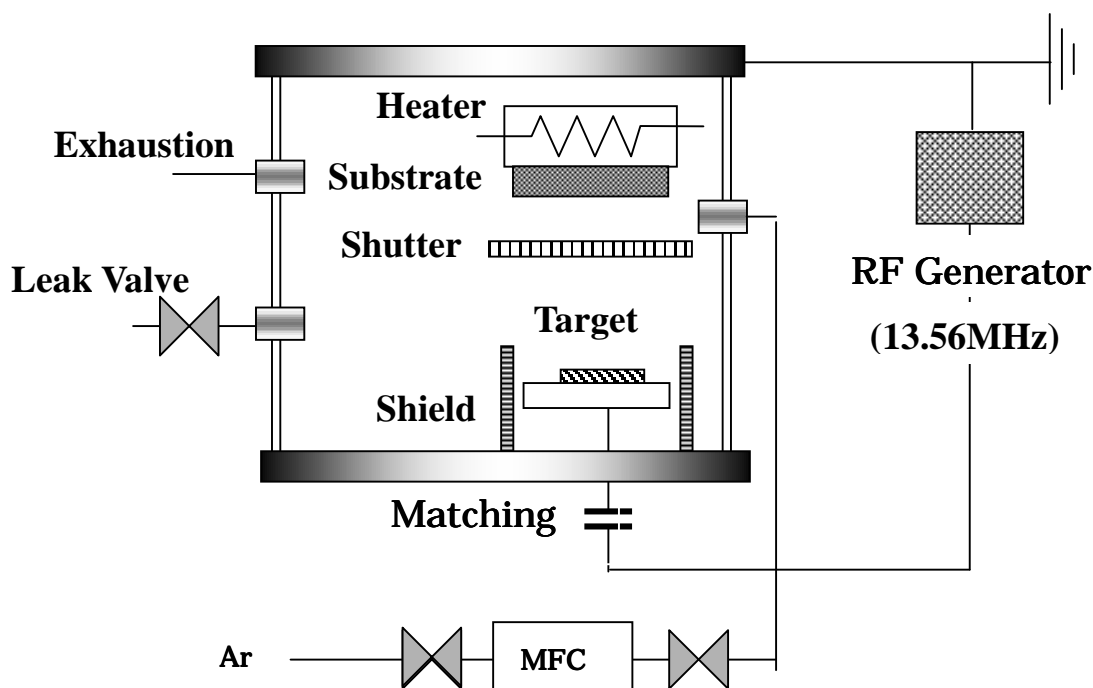 Heater
Exhaustion
Substrate
Shutter
Leak Valve
RF Generator
(13.56MHz)
Target
Shield
Matching
Ar
MFC